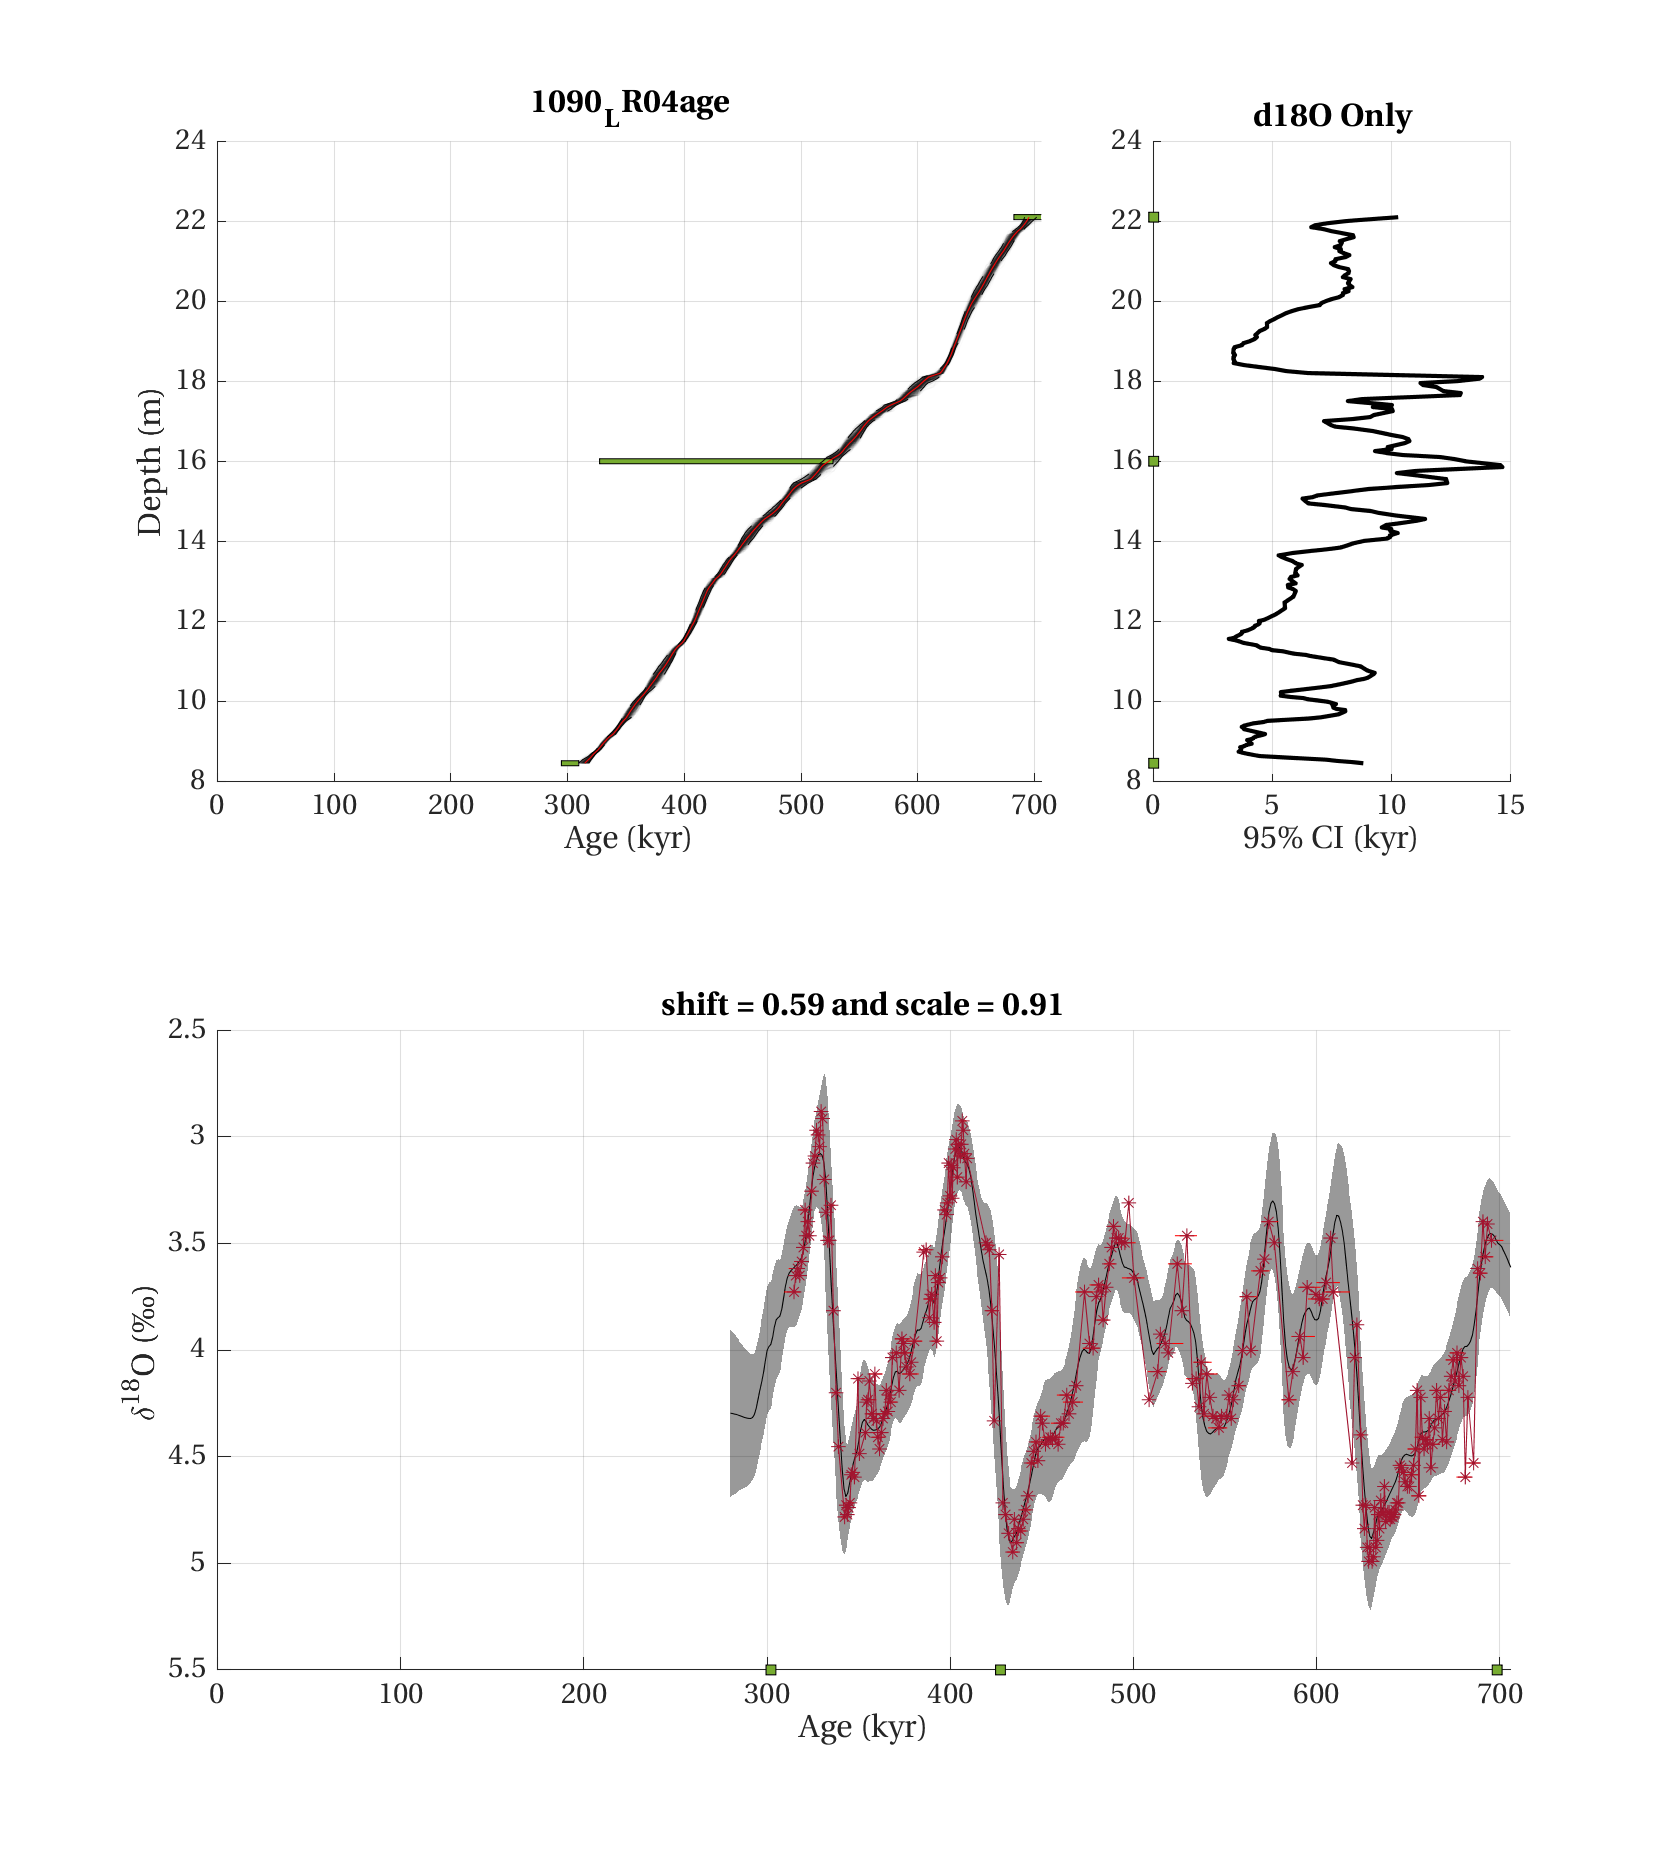 1090LR04age
24
22
20
18
16
14
12
10
8
Depth (m)
0 100 200 300 400 500 600 700
Age (kyr)
d18O Only
24
22
20
18
16
14
12
10
8
0 5 10 15
95% CI (kyr)
shift = 0.59 and scale = 0.91
2.5
3
3.5
4
4.5
5
5.5
δ18O (‰)
0 100 200 300 400 500 600 700
Age (kyr)